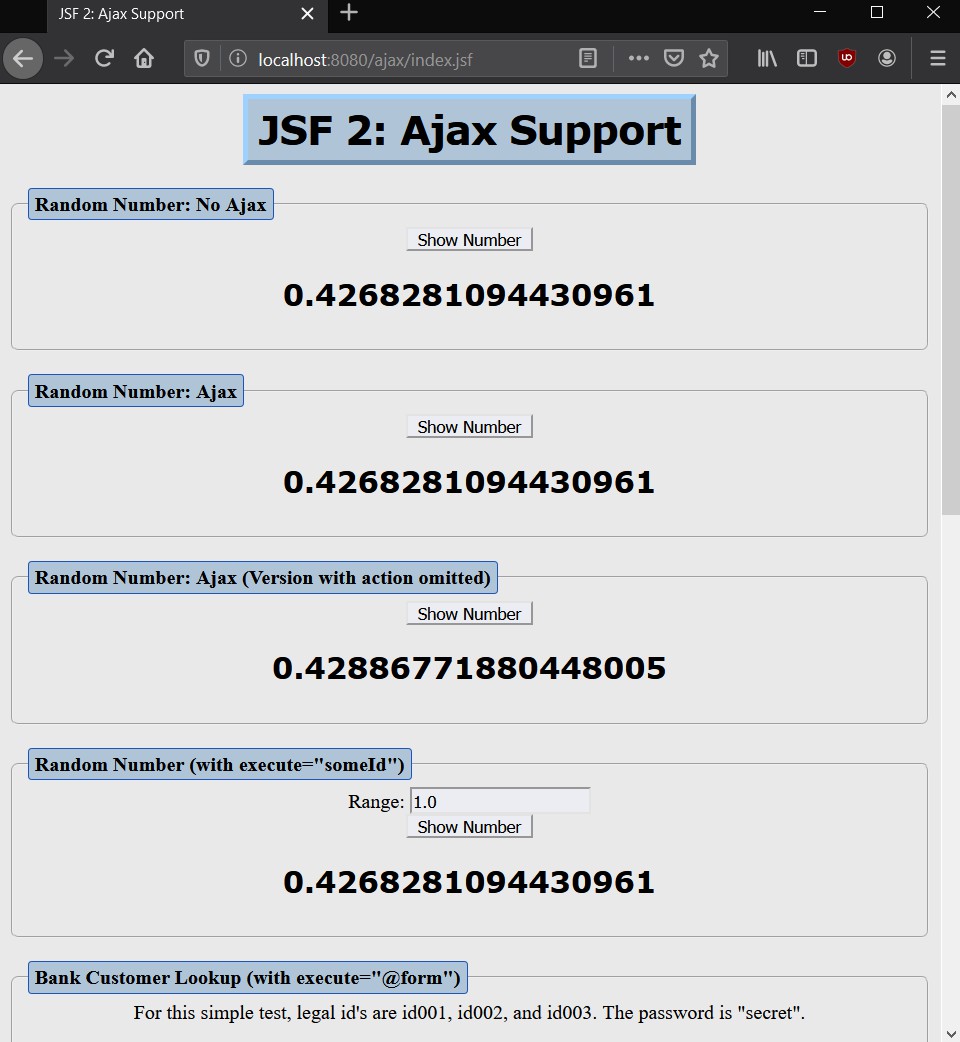 JSF 2: Ajax Support
localhost:8080/ajax/index.jsf
JSF 2: Ajax Support
Random Number: No Ajax
Show Number
0.4268281094430961
Random Number: Ajax
Show Number
0.4268281094430961
Random Number: Ajax (Version with action omitted)
Show Number
0.42886771880448005
Random Number (with execute="someId")
Range: 1.0
Show Number
0.4268281094430961
Bank Customer Lookup (with execute="@form")
For this simple test, legal id's are id001, id002, and id003. The password is "secret".